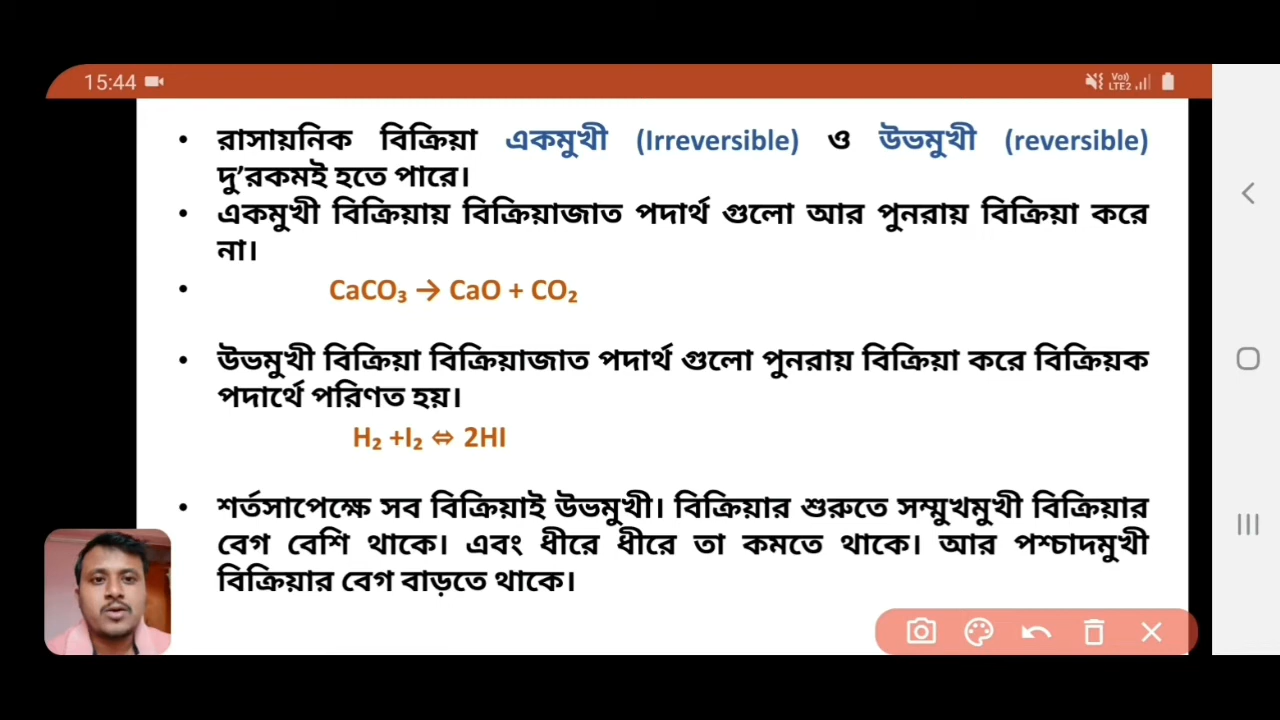 15:44
Vo)) LTE2
• রাসায়নিক বিক্রিয়া একমুখী (Irreversible) ও উভমুখী (reversible)
দু’রকমই হতে পারে।
• একমুখী বিক্রিয়ায় বিক্রিয়াজাত পদার্থ গুলো আর পুনরায় বিক্রিয়া করে
না।
• CaCO₃ → CaO + CO₂
• উভমুখী বিক্রিয়া বিক্রিয়াজাত পদার্থ গুলো পুনরায় বিক্রিয়া করে বিক্রিয়ক
পদার্থে পরিণত হয়।
H₂ +I₂ ⇔ 2HI
• শর্তসাপেক্ষে সব বিক্রিয়াই উভমুখী। বিক্রিয়ার শুরুতে সম্মুখমুখী বিক্রিয়ার
বেগ বেশি থাকে। এবং ধীরে ধীরে তা কমতে থাকে। আর পশ্চাদমুখী
বিক্রিয়ার বেগ বাড়তে থাকে।